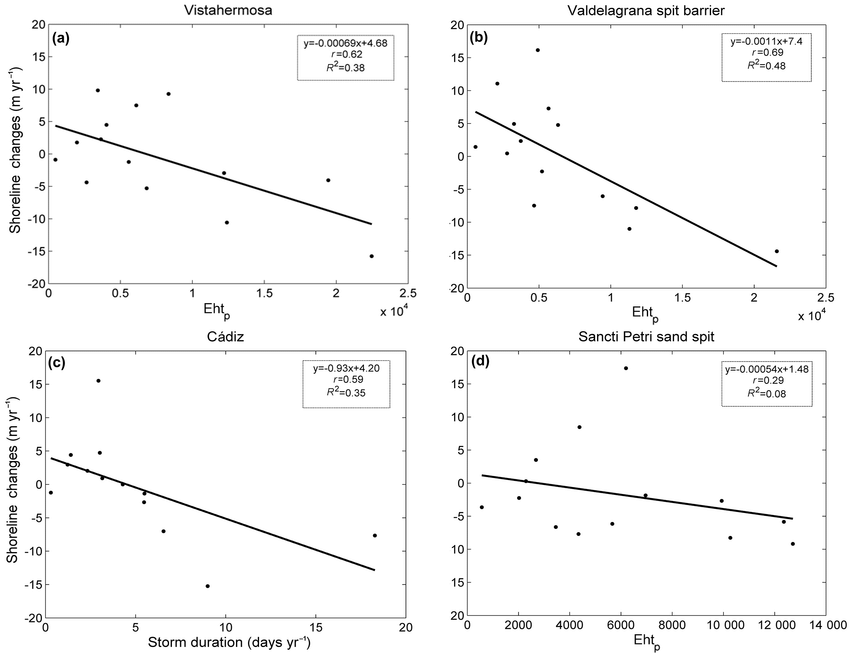 Vistahermosa
(a)
y=-0.00069x+4.68
r=0.62
R²=0.38
Shoreline changes (m yr⁻¹)
20
15
10
5
0
-5
-10
-15
-20
0 0.5 1 1.5 2 2.5
x 10⁴
Ehtₚ
Valdelagrana spit barrier
(b)
y=-0.0011x+7.4
r=0.69
R²=0.48
20
15
10
5
0
-5
-10
-15
-20
0 0.5 1 1.5 2 2.5
x 10⁴
Ehtₚ
Cádiz
(c)
y=-0.93x+4.20
r=0.59
R²=0.35
Shoreline changes (m yr⁻¹)
20
15
10
5
0
-5
-10
-15
-20
0 5 10 15 20
Storm duration (days yr⁻¹)
Sancti Petri sand spit
(d)
y=-0.00054x+1.48
r=0.29
R²=0.08
20
15
10
5
0
-5
10
15
20
0 2000 4000 6000 8000 10 000 12 000 14 000
Ehtₚ